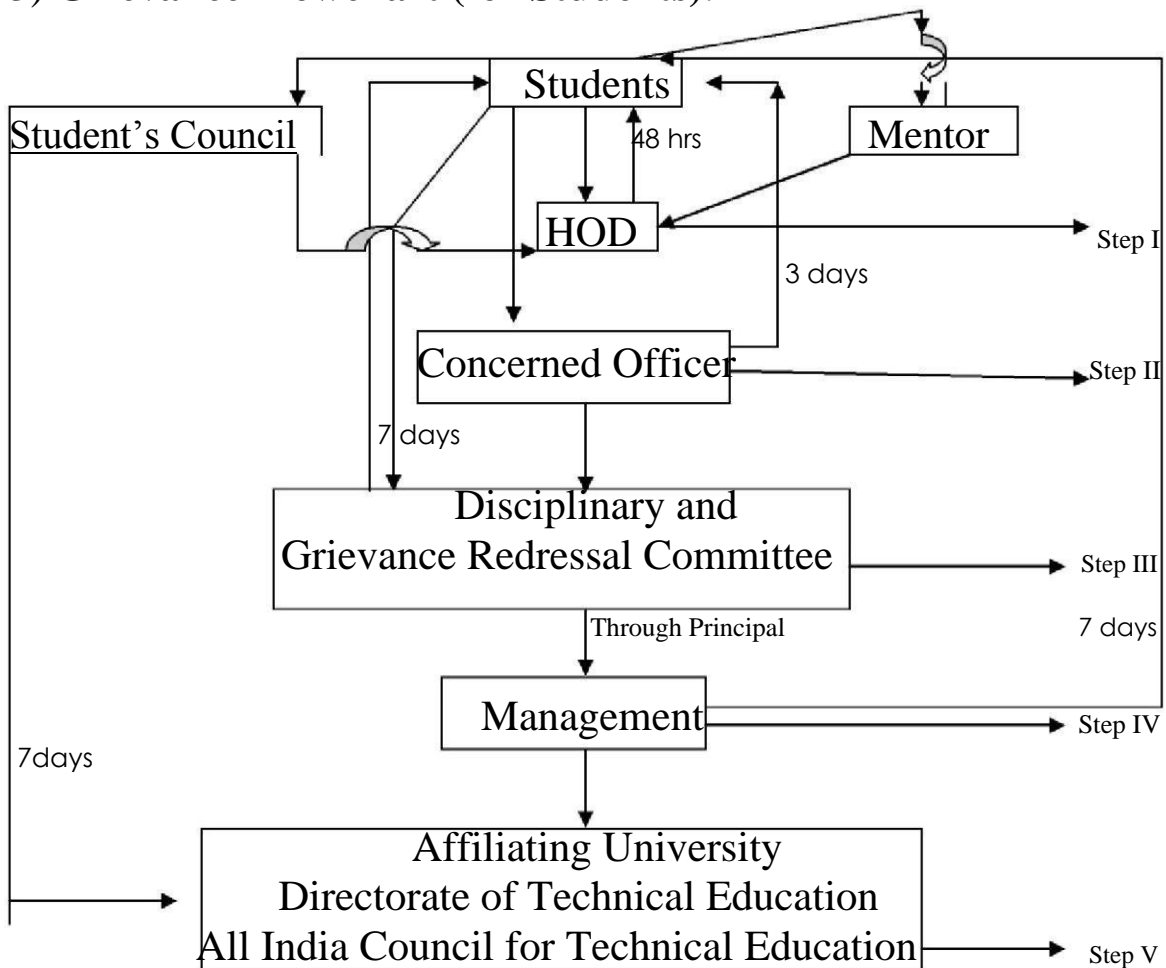 Students
Student's Council
48 hrs
Mentor
HOD
Step I
3 days
Concerned Officer
Step II
7 days
Disciplinary and
Grievance Redressal Committee
Step III
Through Principal
7 days
Management
Step IV
7days
Affiliating University
Directorate of Technical Education
All India Council for Technical Education
Step V